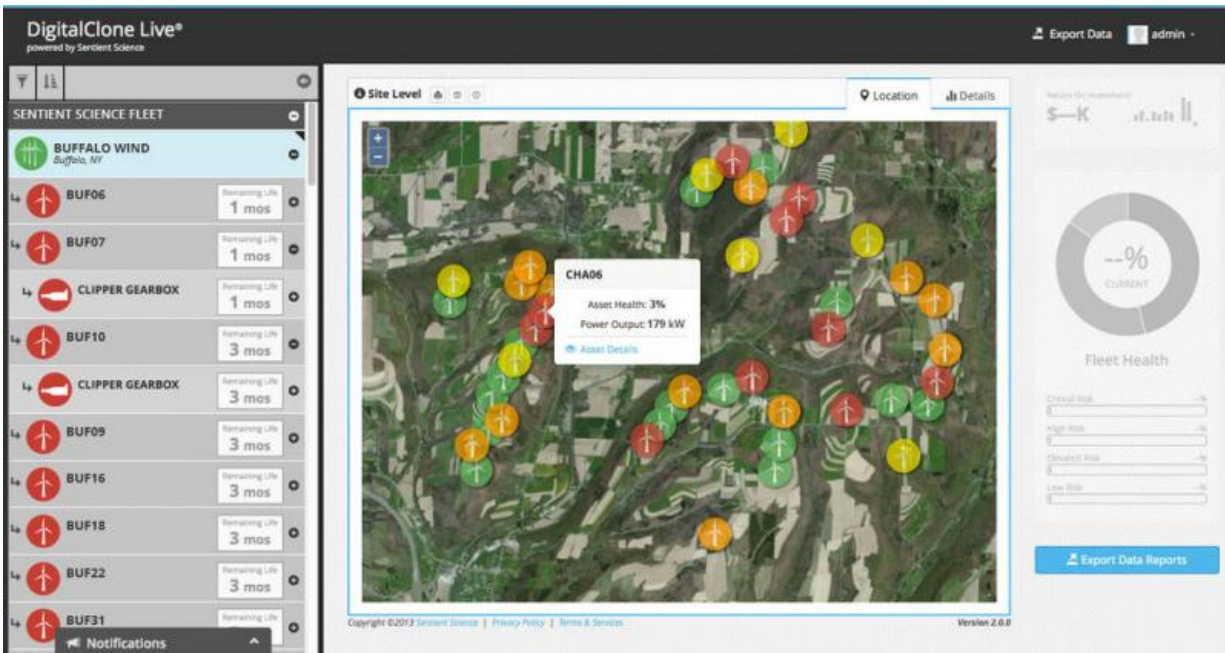 DigitalClone Live®
powered by Sentient Science
Export Data
admin
SENTIENT SCIENCE FLEET
BUFFALO WIND
Buffalo, NY
BUF06
Remaining Life
1 mos
BUF07
Remaining Life
1 mos
CLIPPER GEARBOX
Remaining Life
1 mos
BUF10
Remaining Life
3 mos
CLIPPER GEARBOX
Remaining Life
3 mos
BUF09
Remaining Life
3 mos
BUF16
Remaining Life
3 mos
BUF18
Remaining Life
3 mos
BUF22
Remaining Life
3 mos
BUF31
Remaining Life
Notifications
Site Level
Location
Details
+
−
CHA06
Asset Health: 3%
Power Output: 179 kW
Asset Details
Copyright ©2013 Sentient Science | Privacy Policy | Terms & Services
Version 2.0.0
Return On Investment
$---K
--%
CURRENT
Fleet Health
Critical Risk --%
High Risk --%
Elevated Risk --%
Low Risk --%
Export Data Reports